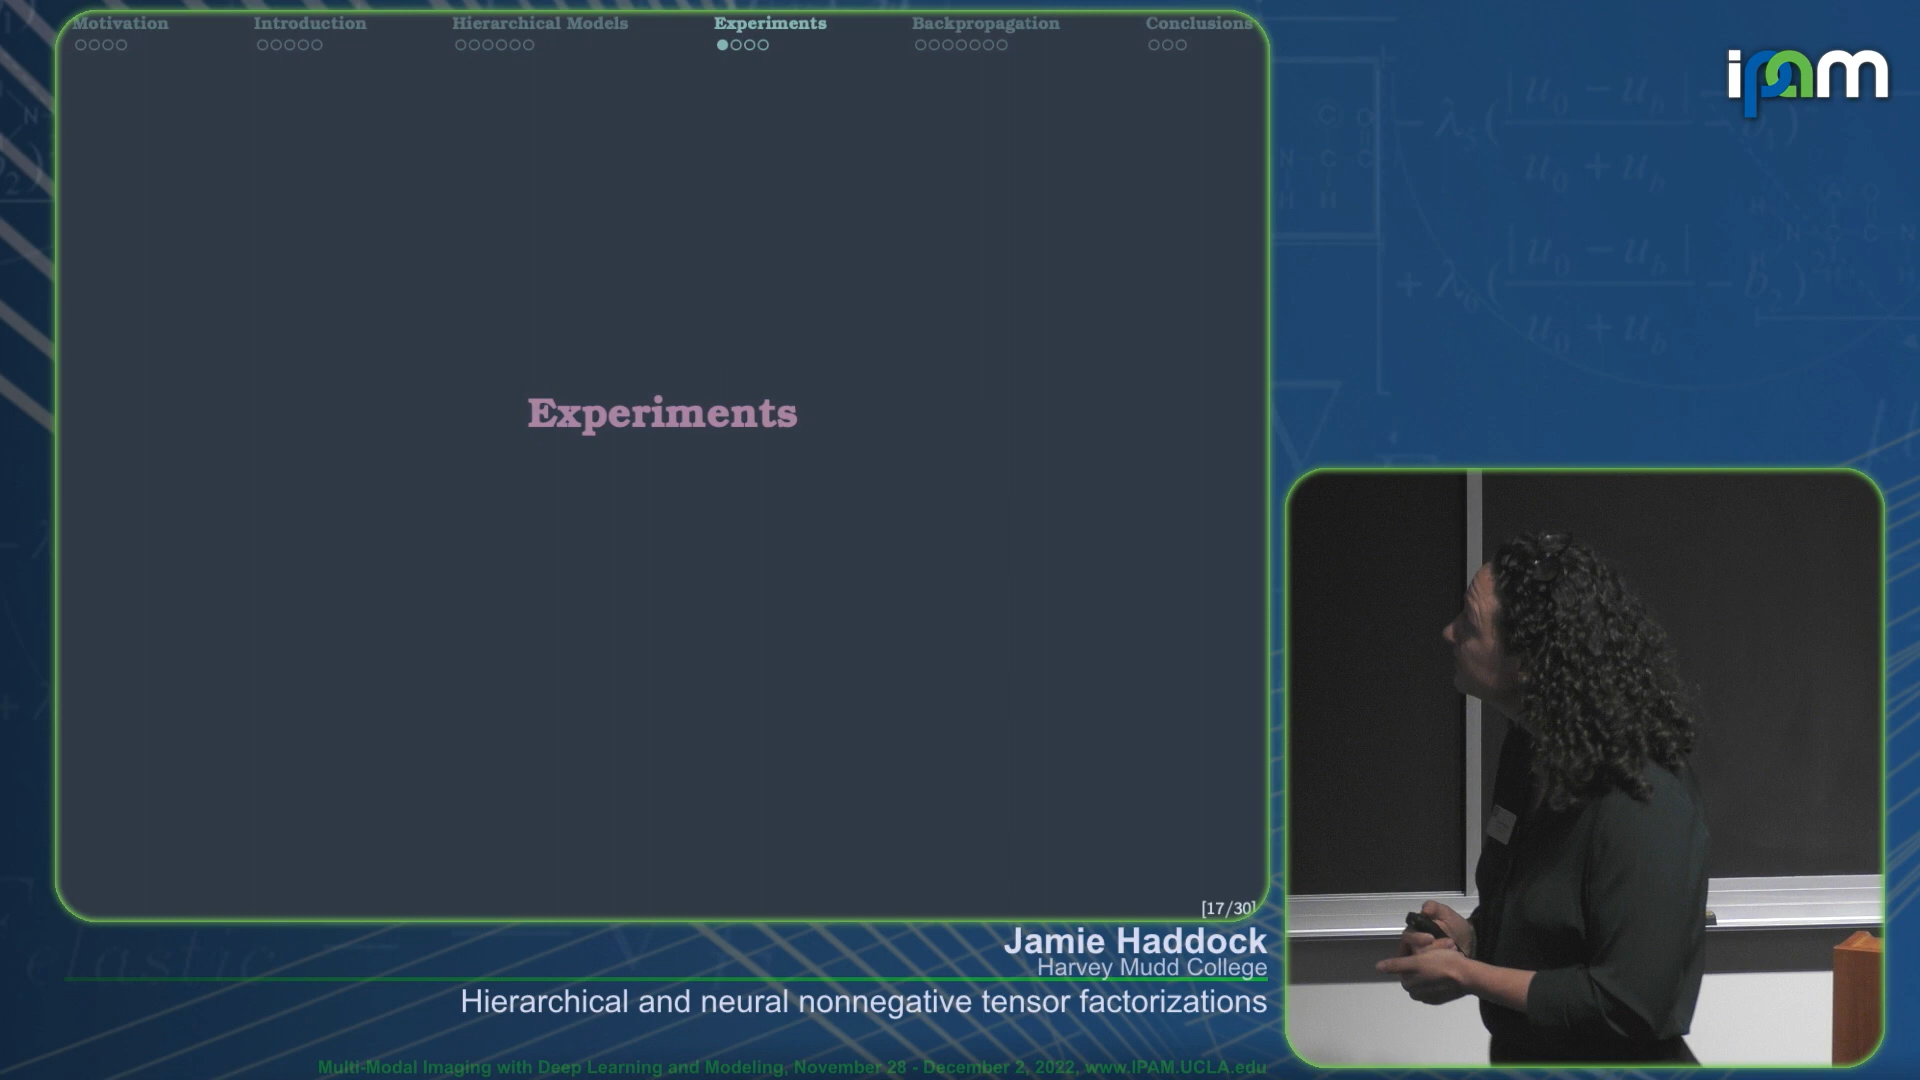 Motivation Introduction Hierarchical Models Experiments Backpropagation Conclusions
ipam
Experiments
[17/30]
Jamie Haddock
Harvey Mudd College
Hierarchical and neural nonnegative tensor factorizations
Multi-Modal Imaging with Deep Learning and Modeling, November 28 - December 2, 2022, www.IPAM.UCLA.edu
elastic